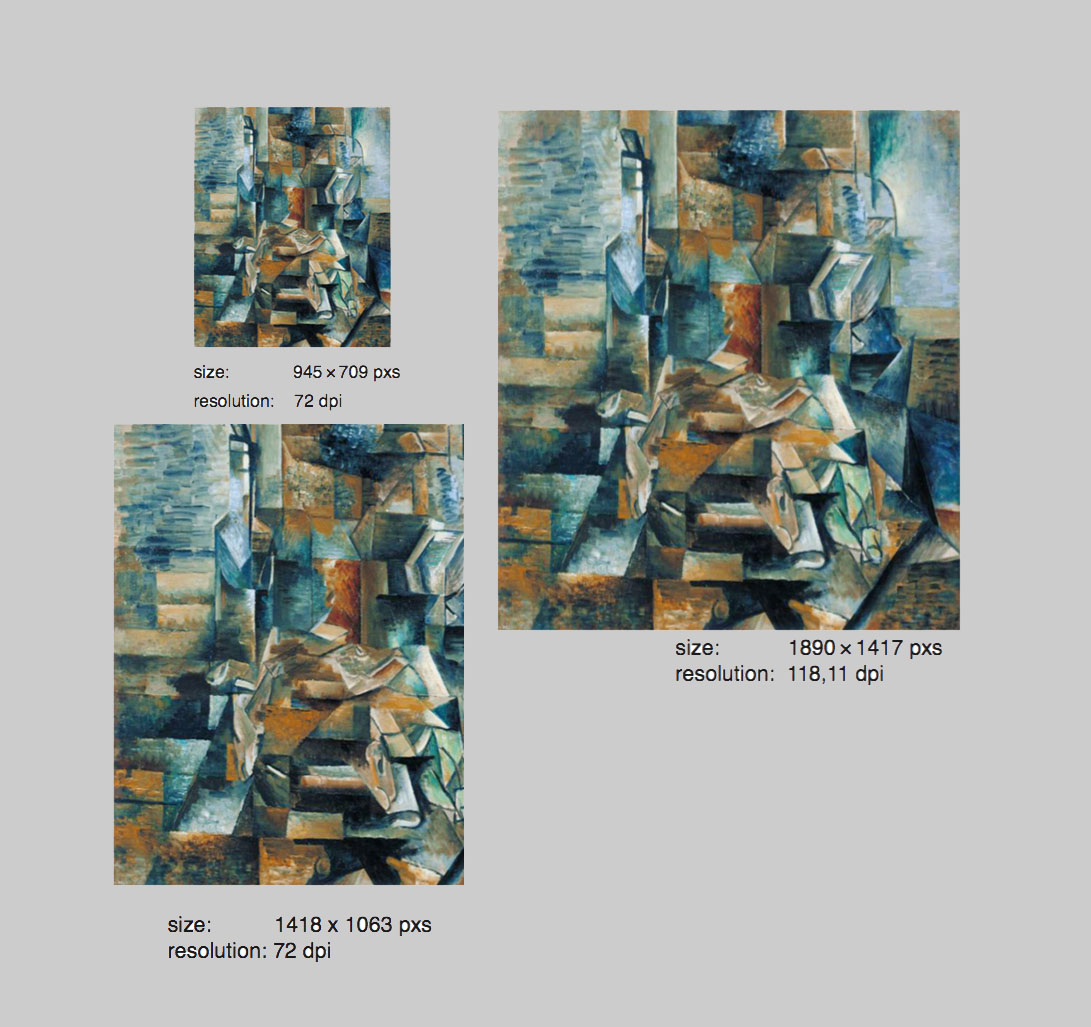 size: 945 × 709 pxs
resolution: 72 dpi
size: 1890 × 1417 pxs
resolution: 118,11 dpi
size: 1418 x 1063 pxs
resolution: 72 dpi